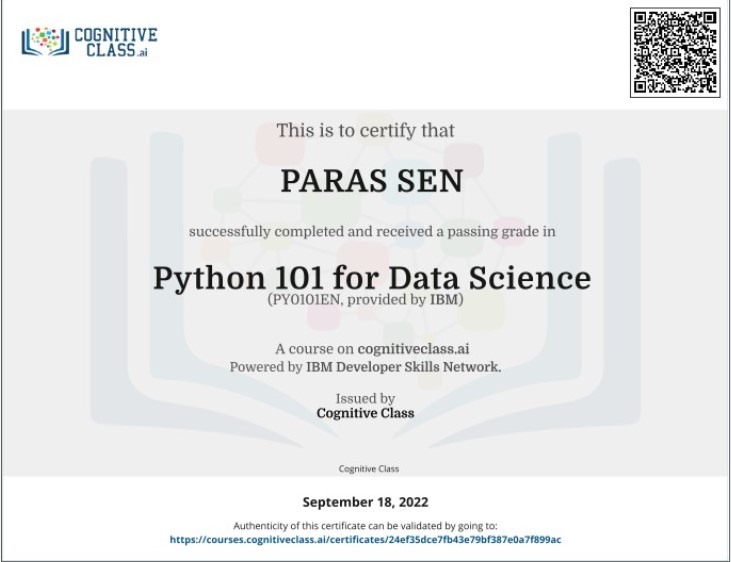 COGNITIVE
CLASS.ai
This is to certify that
PARAS SEN
successfully completed and received a passing grade in
Python 101 for Data Science
(PY0101EN, provided by IBM)
A course on cognitiveclass.ai
Powered by IBM Developer Skills Network.
Issued by
Cognitive Class
Cognitive Class
September 18, 2022
Authenticity of this certificate can be validated by going to:
https://courses.cognitiveclass.ai/certificates/24ef35dce7fb43e79bf387e0a7f899ac